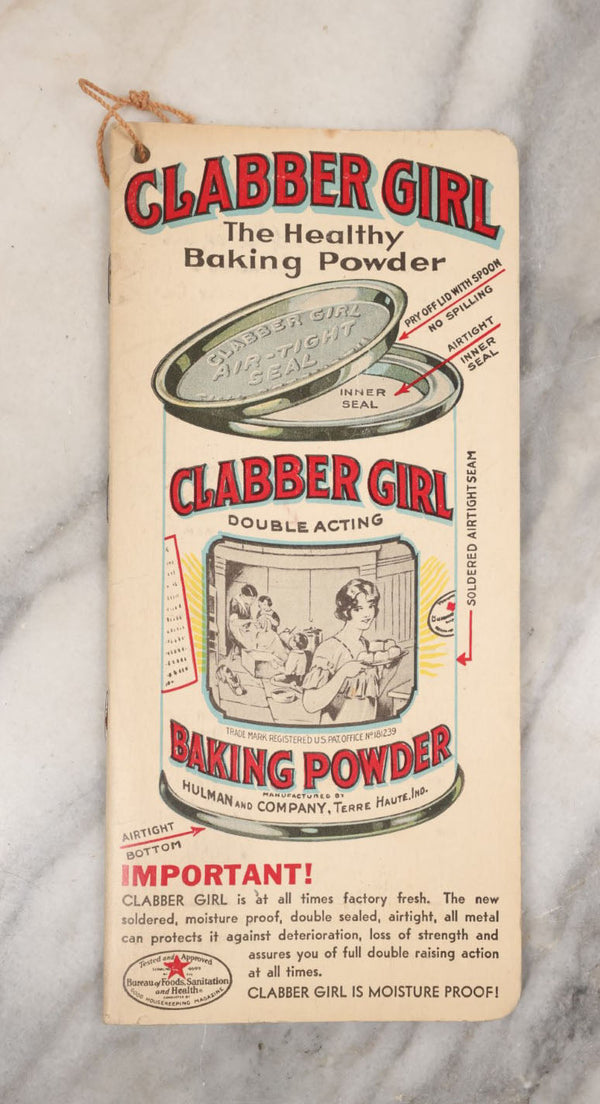 CLABBER GIRL
The Healthy
Baking Powder
PRY OFF LID WITH SPOON
NO SPILLING
AIRTIGHT
INNER
SEAL
CLABBER GIRL
AIR-TIGHT
SEAL
INNER
SEAL
CLABBER GIRL
DOUBLE ACTING
SOLDERED AIRTIGHT SEAM
TRADE MARK REGISTERED U.S. PAT. OFFICE Nº 181239
BAKING POWDER
MANUFACTURED BY
HULMAN AND COMPANY, TERRE HAUTE, IND.
AIRTIGHT
BOTTOM
IMPORTANT!
CLABBER GIRL is at all times factory fresh. The new
soldered, moisture proof, double sealed, airtight, all metal
can protects it against deterioration, loss of strength and
assures you of full double raising action
at all times.
CLABBER GIRL IS MOISTURE PROOF!
Tested and Approved
Bureau of Foods, Sanitation
and Health
CONDUCTED BY
GOOD HOUSEKEEPING MAGAZINE